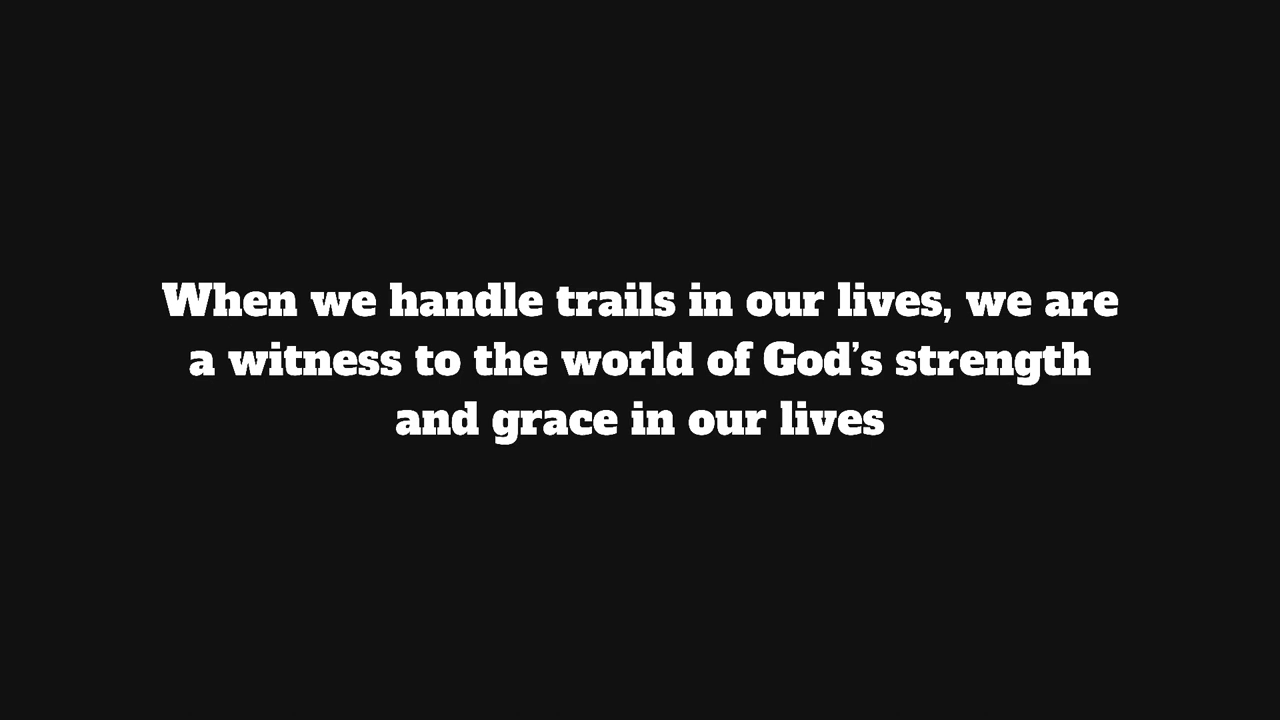 When we handle trails in our lives, we are
a witness to the world of God’s strength
and grace in our lives